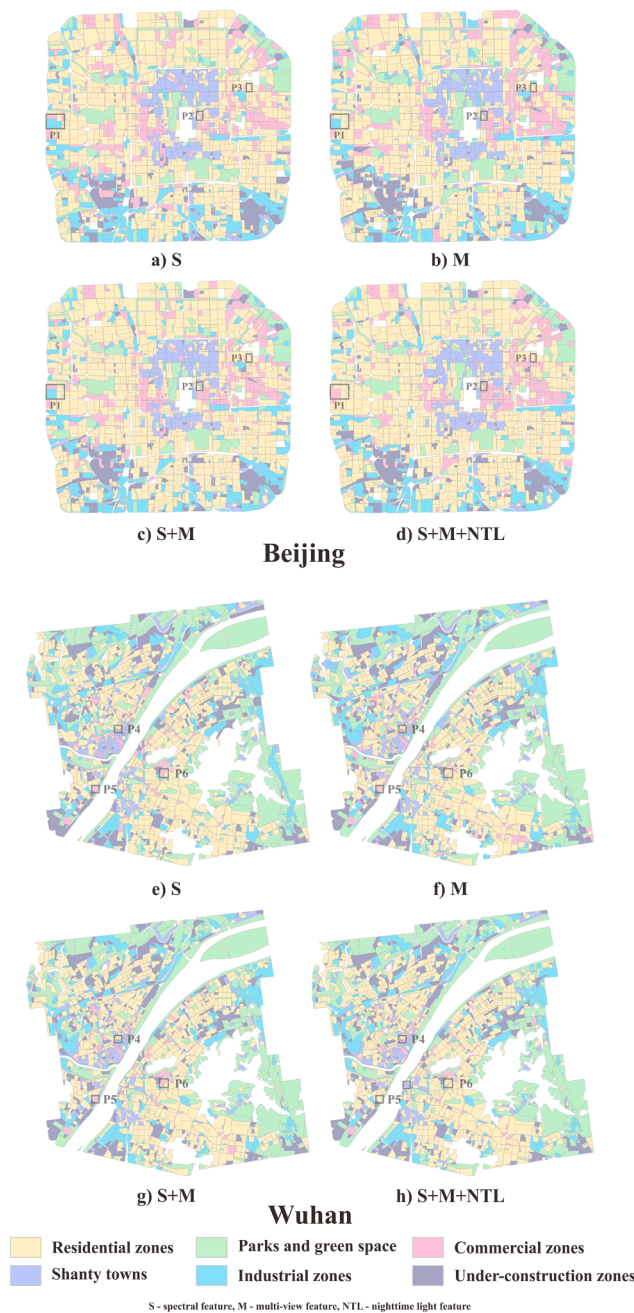 P3
P2
P1
P3
P2
P1
a) S
b) M
P3
P2
P1
P3
P2
P1
c) S+M
d) S+M+NTL
Beijing
P4
P6
P5
P4
P6
P5
e) S
f) M
P4
P6
P5
P4
P6
P5
g) S+M
h) S+M+NTL
Wuhan
Residential zones
Parks and green space
Commercial zones
Shanty towns
Industrial zones
Under-construction zones
S - spectral feature, M - multi-view feature, NTL - nighttime light feature